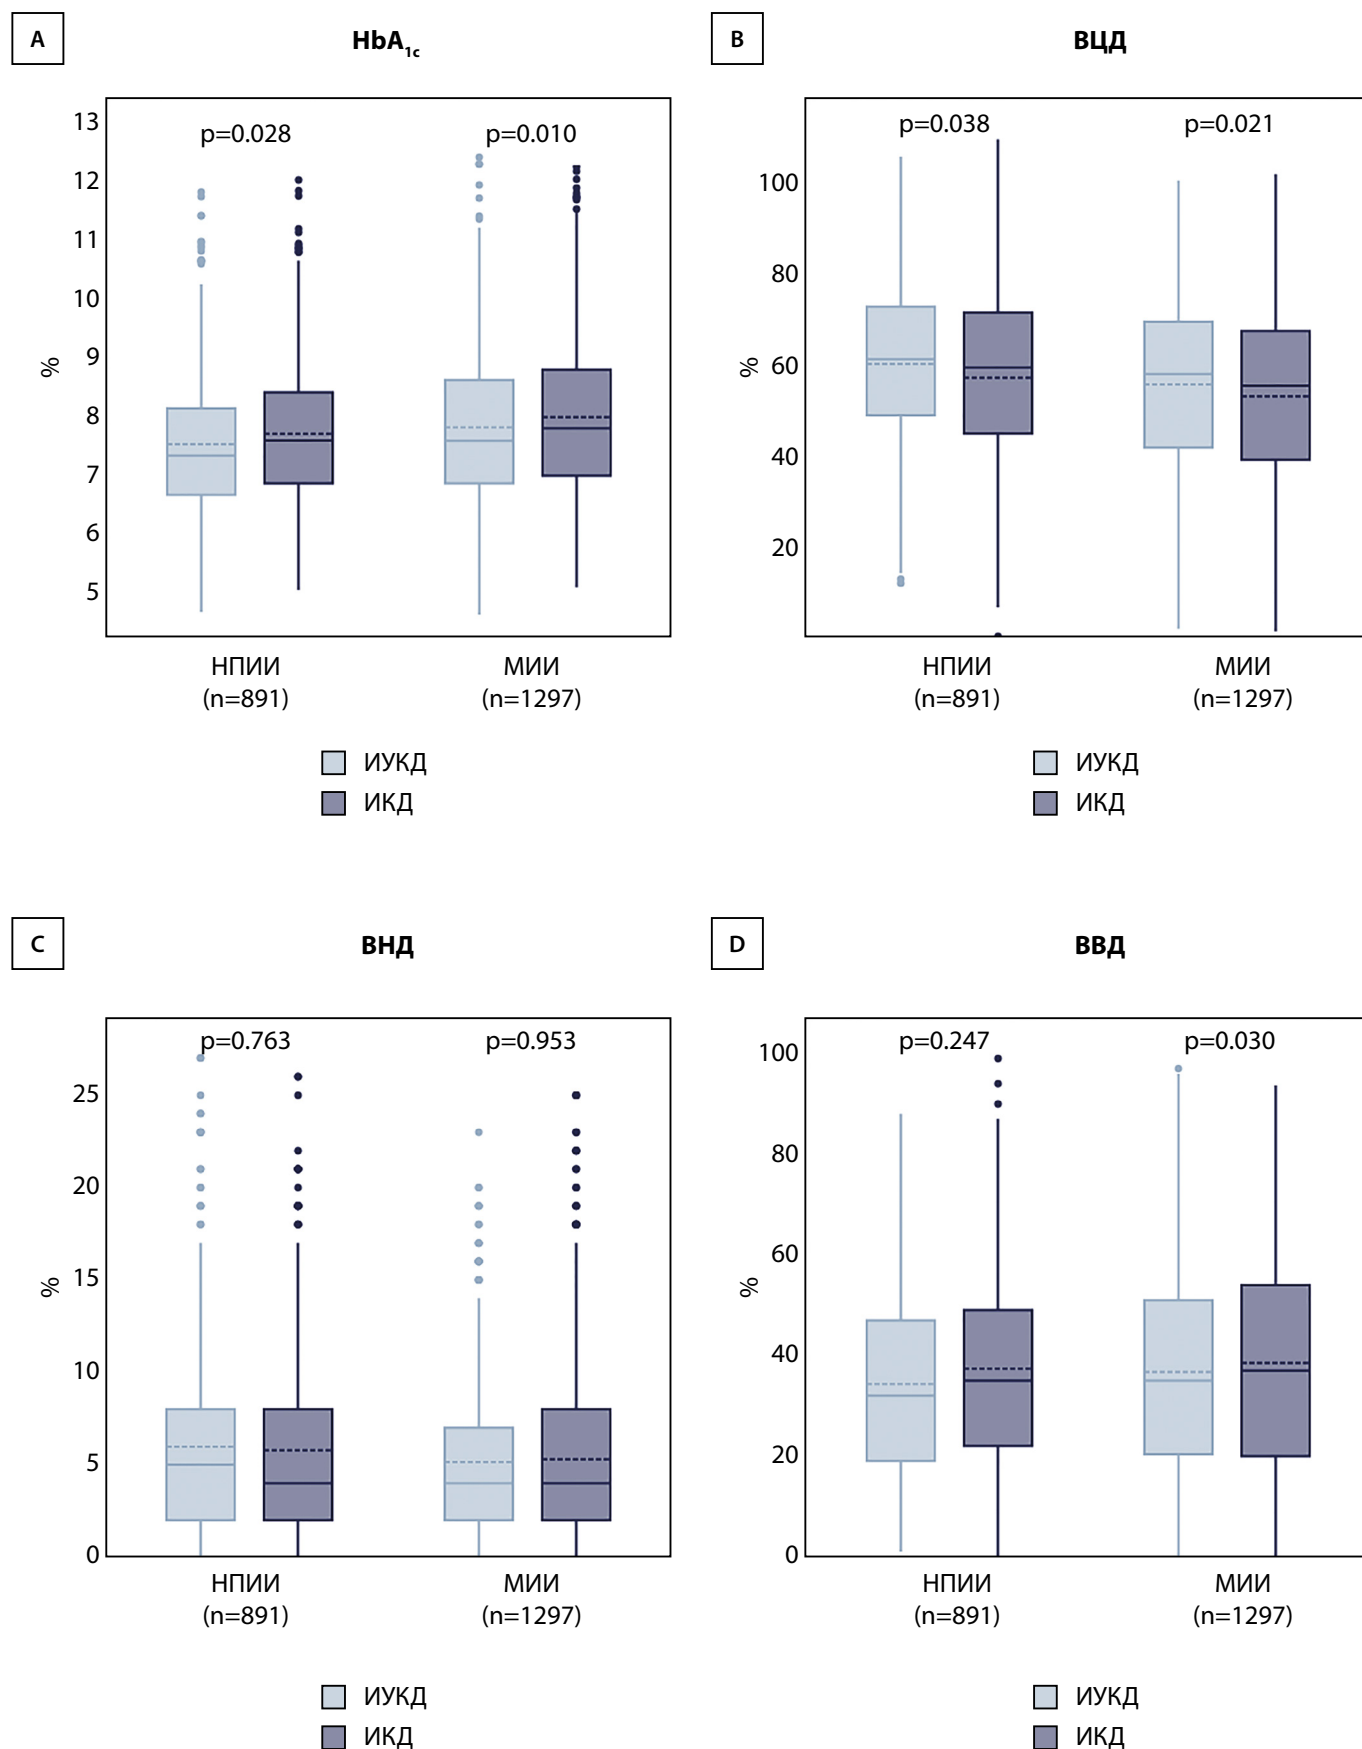 A
HbA1c
13
12
11
10
9
8
7
6
5
%
p=0.028
p=0.010
НПИИ
(n=891)
МИИ
(n=1297)
ИУКД
ИКД
B
ВЦД
100
80
60
40
20
%
p=0.038
p=0.021
НПИИ
(n=891)
МИИ
(n=1297)
ИУКД
ИКД
C
ВНД
25
20
15
10
5
0
%
p=0.763
p=0.953
НПИИ
(n=891)
МИИ
(n=1297)
ИУКД
ИКД
D
ВВД
100
80
60
40
20
0
%
p=0.247
p=0.030
НПИИ
(n=891)
МИИ
(n=1297)
ИУКД
ИКД